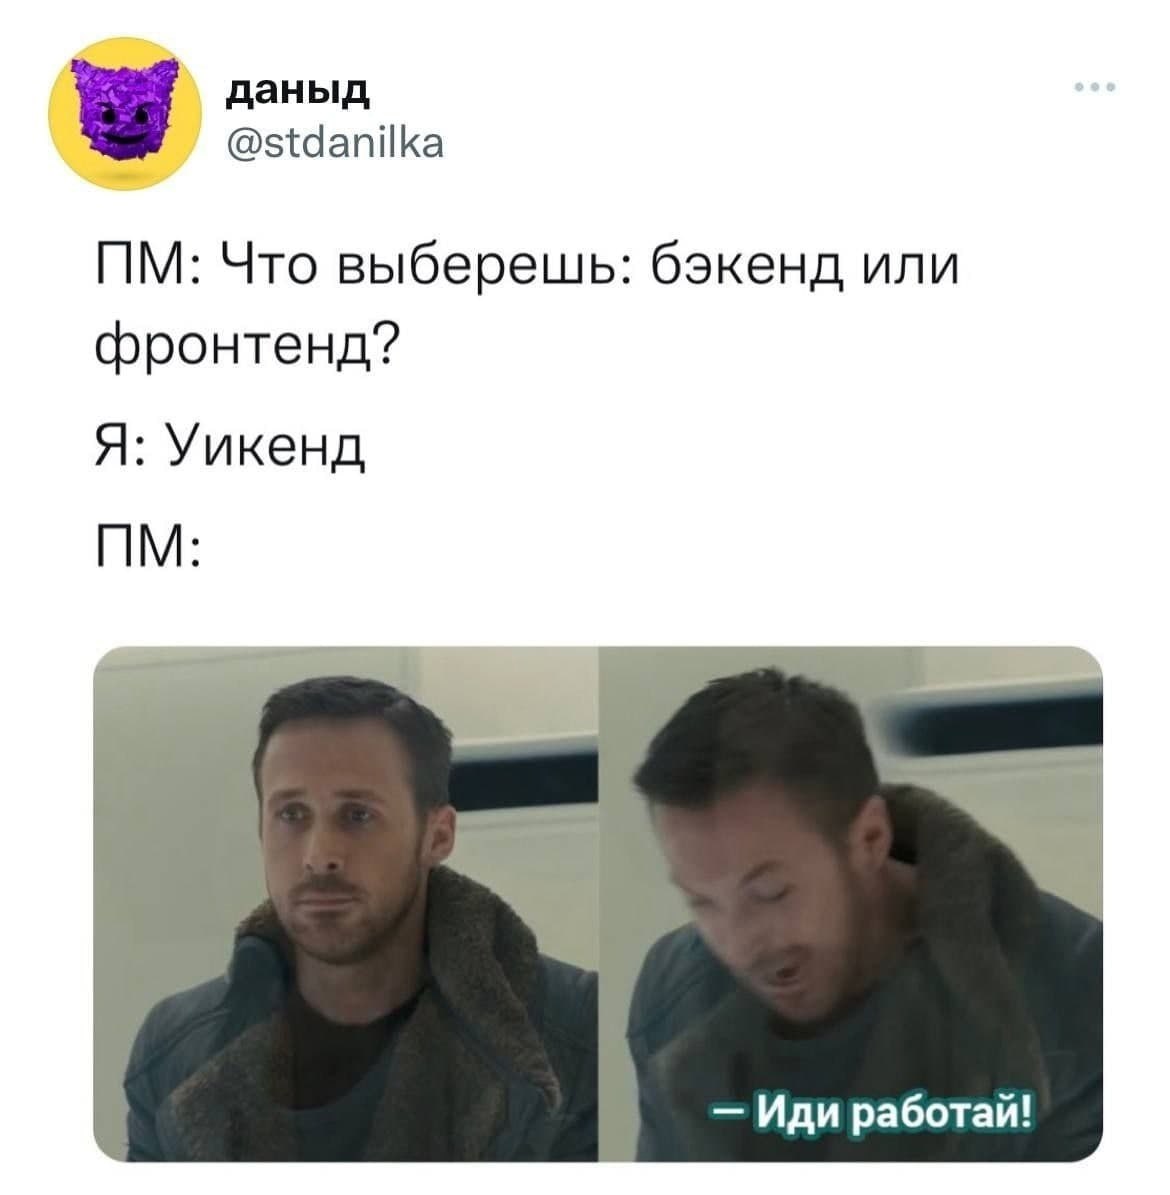 даныд
@stdanilka
ПМ: Что выберешь: бэкенд или
фронтенд?
Я: Уикенд
ПМ:
– Иди работай!